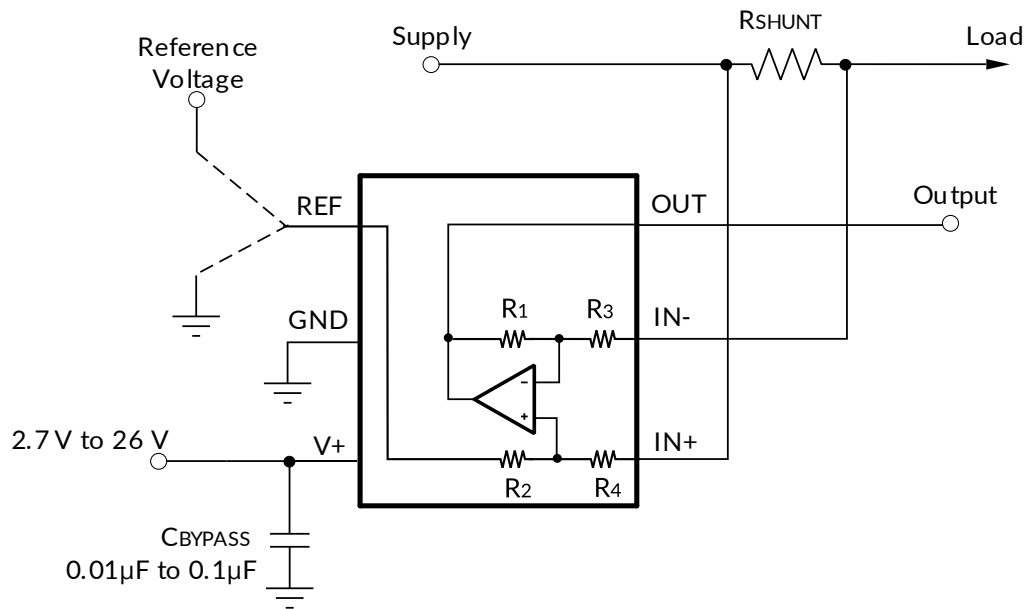 RSHUNT
Supply
Load
Reference
Voltage
REF
OUT
Output
R1
R3
IN-
GND
-
+
2.7 V to 26 V
V+
IN+
R2
R4
CBYPASS
0.01µF to 0.1µF